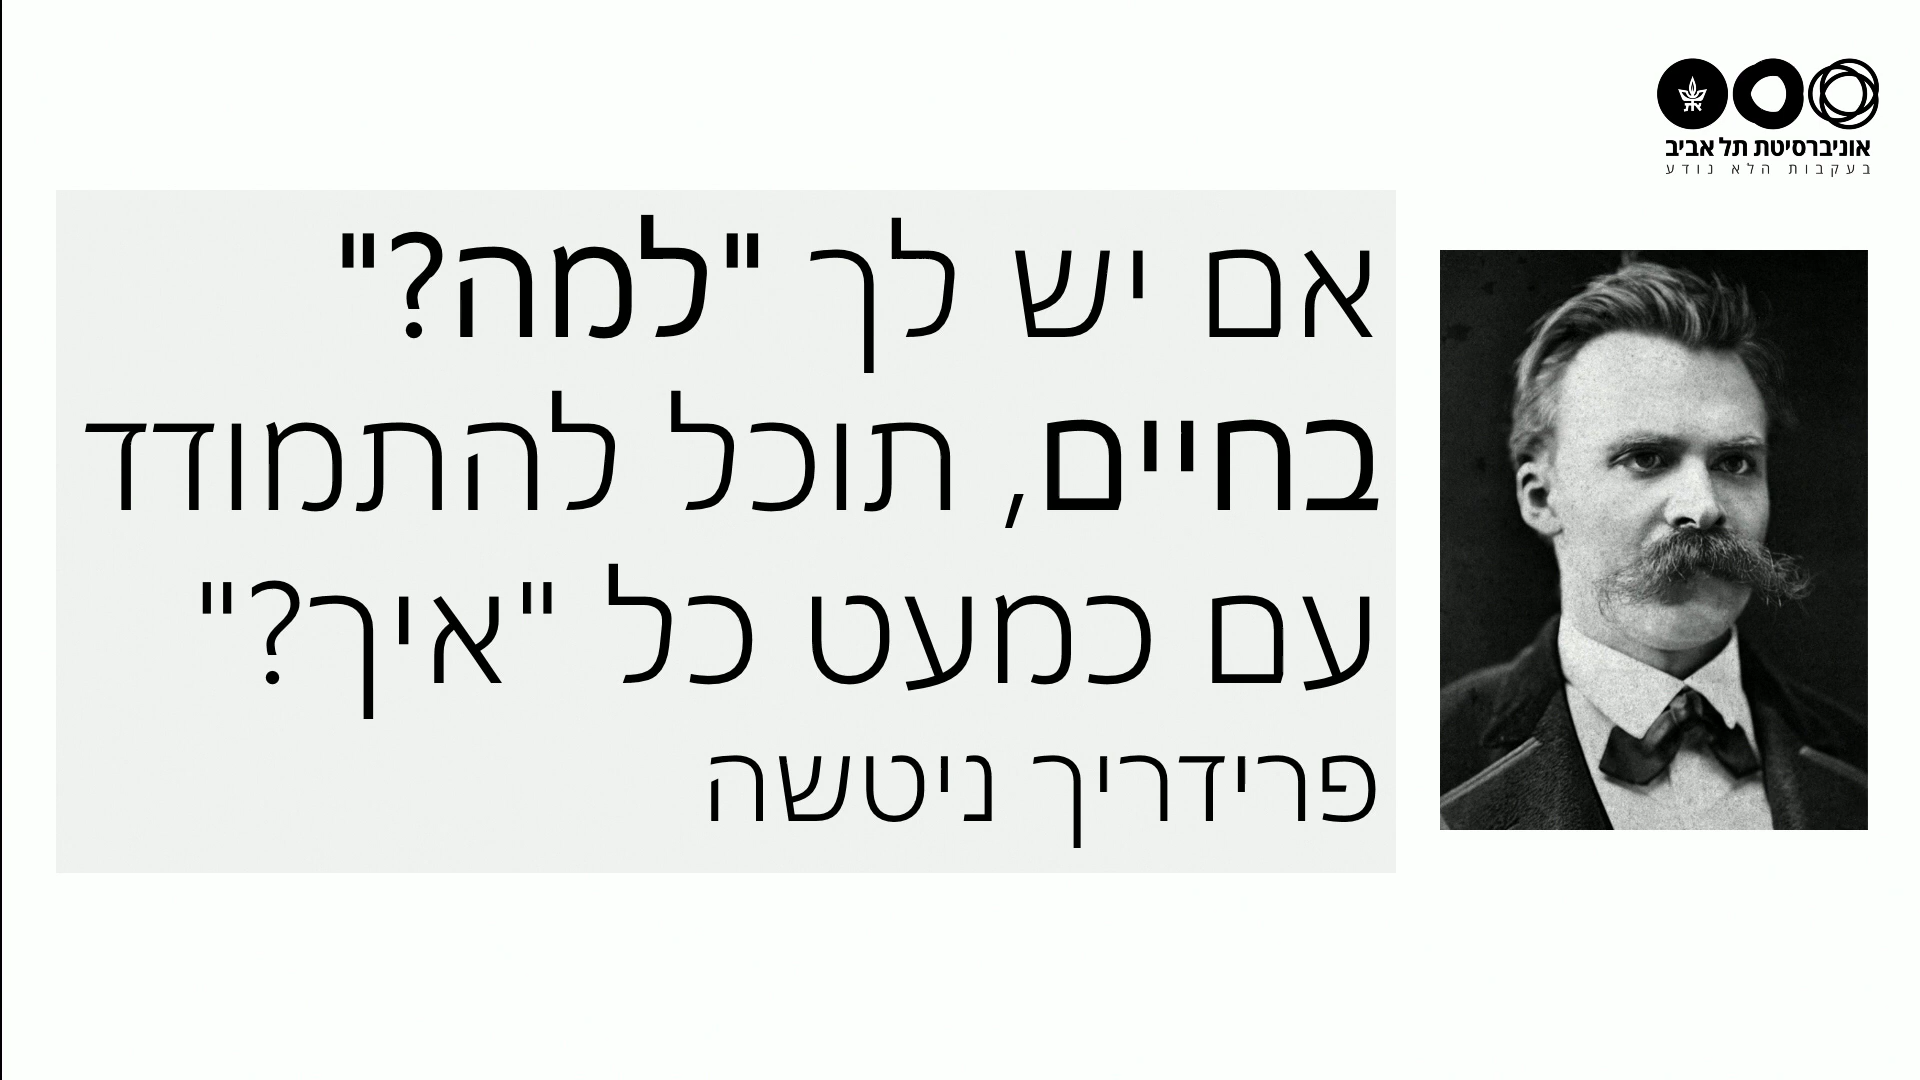 אוניברסיטת תל אביב
בעקבות הלא נודע
אם יש לך "למה?"
בחיים, תוכל להתמודד
עם כמעט כל "איך?"
פרידריך ניטשה